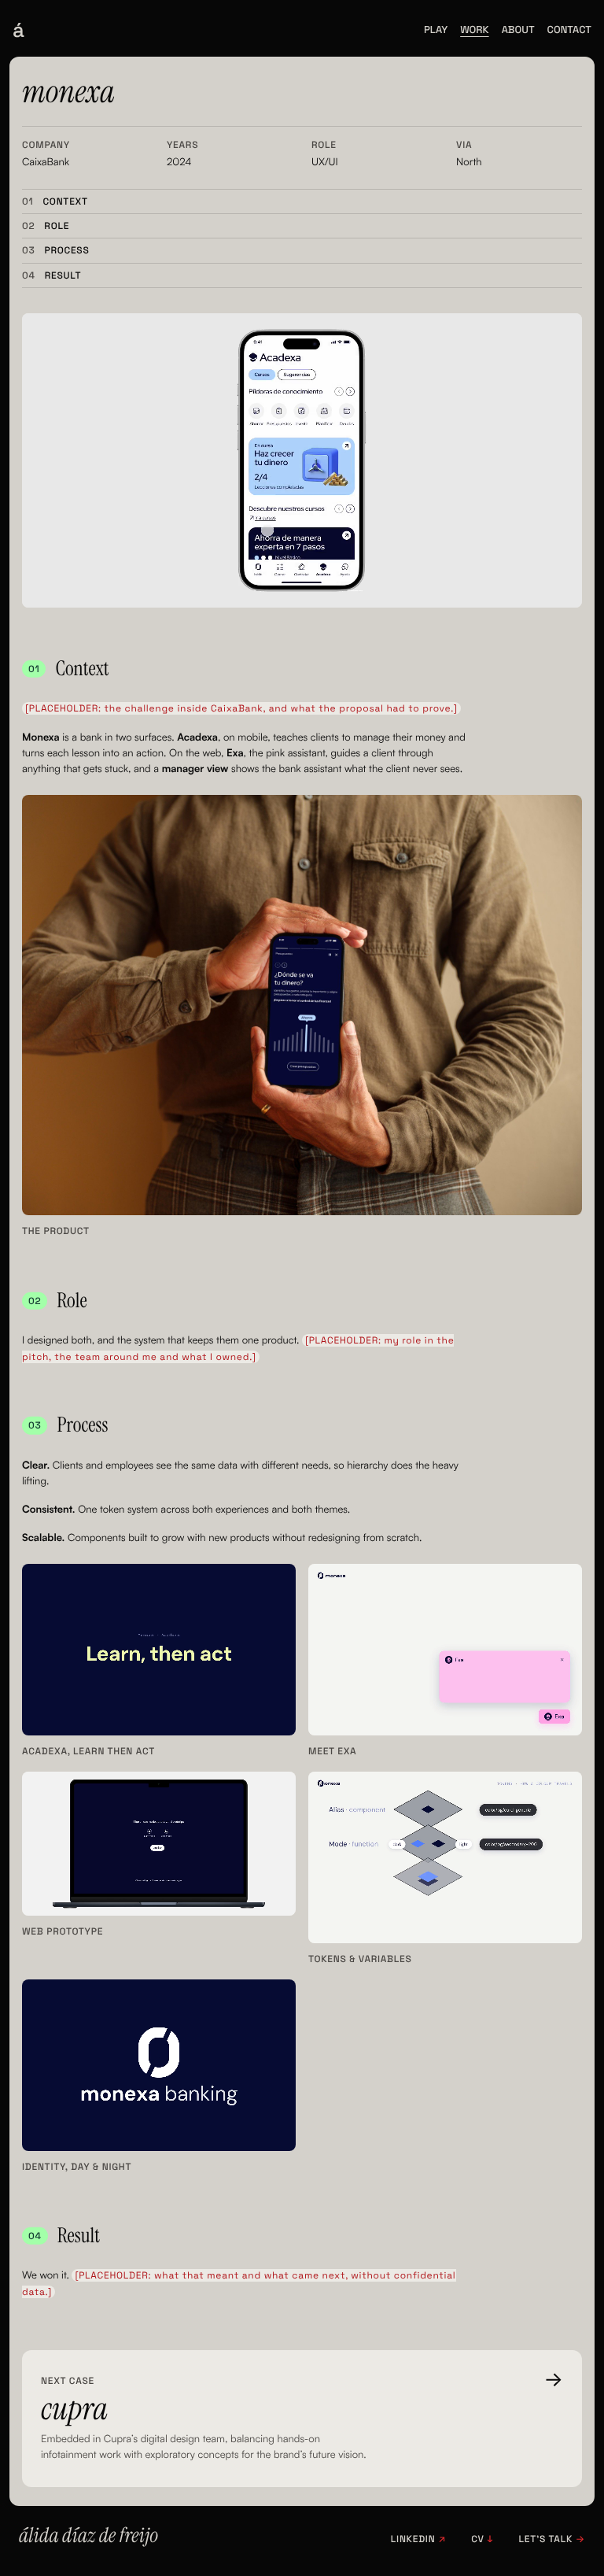 á
PLAY WORK ABOUT CONTACT
monexa
COMPANY YEARS ROLE VIA
CaixaBank 2024 UX/UI North
01 CONTEXT
02 ROLE
03 PROCESS
04 RESULT
9:41
Acadexa
Cursos Sugerencias
Píldoras de conocimiento
En curso
Haz crecer
tu dinero
2/4
Lecciones completadas
Descubre nuestros cursos
Ahorra de manera
experta en 7 pasos
01 Context
[PLACEHOLDER: the challenge inside CaixaBank, and what the proposal had to prove.]
Monexa is a bank in two surfaces. Acadexa, on mobile, teaches clients to manage their money and
turns each lesson into an action. On the web, Exa, the pink assistant, guides a client through
anything that gets stuck, and a manager view shows the bank assistant what the client never sees.
¿Dónde se va
tu dinero?
THE PRODUCT
02 Role
I designed both, and the system that keeps them one product. [PLACEHOLDER: my role in the
pitch, the team around me and what I owned.]
03 Process
Clear. Clients and employees see the same data with different needs, so hierarchy does the heavy
lifting.
Consistent. One token system across both experiences and both themes.
Scalable. Components built to grow with new products without redesigning from scratch.
Learn, then act
ACADEXA, LEARN THEN ACT
monexa
Exa
Exa
MEET EXA
WEB PROTOTYPE
monexa
Alias · component
Mode · function
dark light
TOKENS & VARIABLES
monexa banking
IDENTITY, DAY & NIGHT
04 Result
We won it. [PLACEHOLDER: what that meant and what came next, without confidential
data.]
NEXT CASE →
cupra
Embedded in Cupra's digital design team, balancing hands-on
infotainment work with exploratory concepts for the brand's future vision.
álida díaz de freijo
LINKEDIN ↗ CV ↓ LET'S TALK →